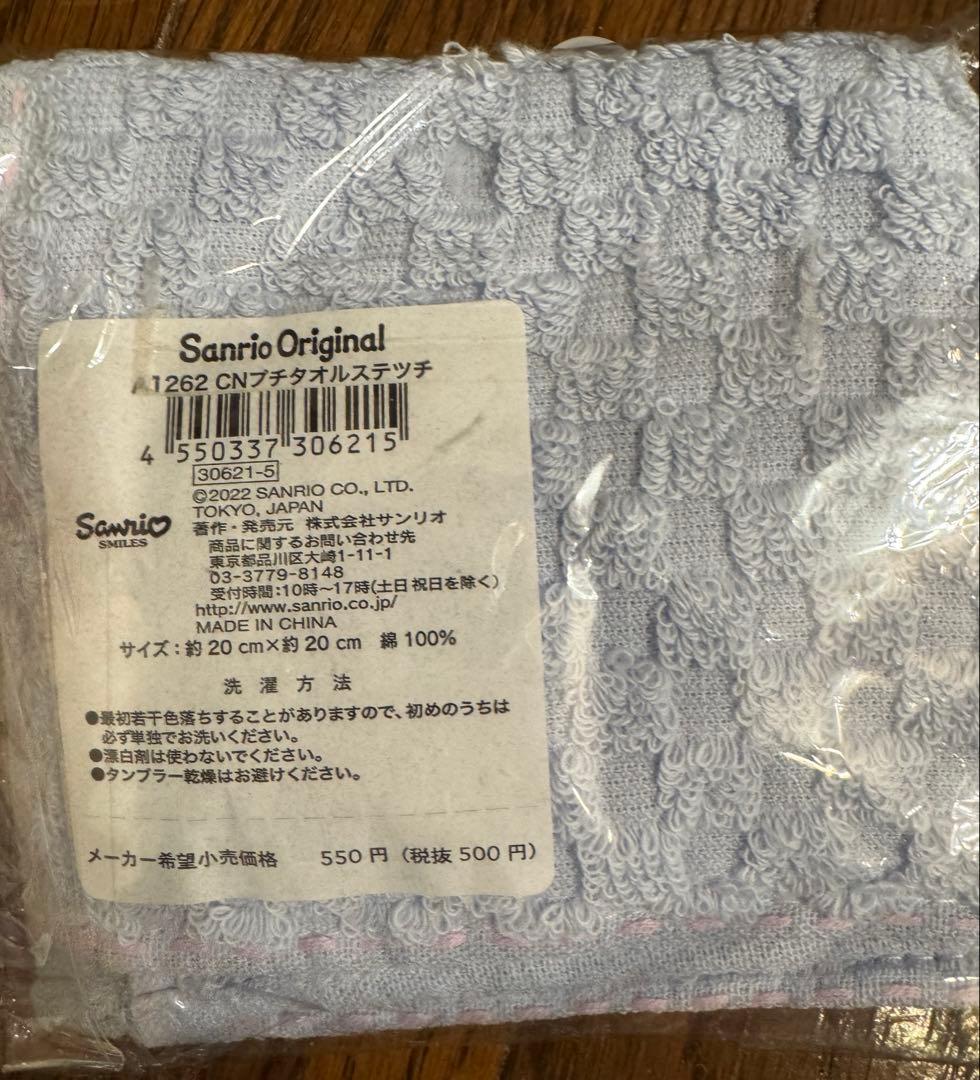 Sanrio Original
A1262 CNプチタオルステツチ
4 550337 306215
30621-5
©2022 SANRIO CO., LTD.
TOKYO, JAPAN
Sanrio
SMILES
著作・発売元 株式会社サンリオ
商品に関するお問い合わせ先
東京都品川区大崎1-11-1
03-3779-8148
受付時間:10時〜17時(土日祝日を除く)
http://www.sanrio.co.jp/
MADE IN CHINA
サイズ:約 20 cm×約 20 cm 綿 100%
洗 濯 方 法
●最初若干色落ちすることがありますので、初めのうちは
必ず単独でお洗いください。
●漂白剤は使わないでください。
●タンブラー乾燥はお避けください。
メーカー希望小売価格 550 円 (税抜 500 円)